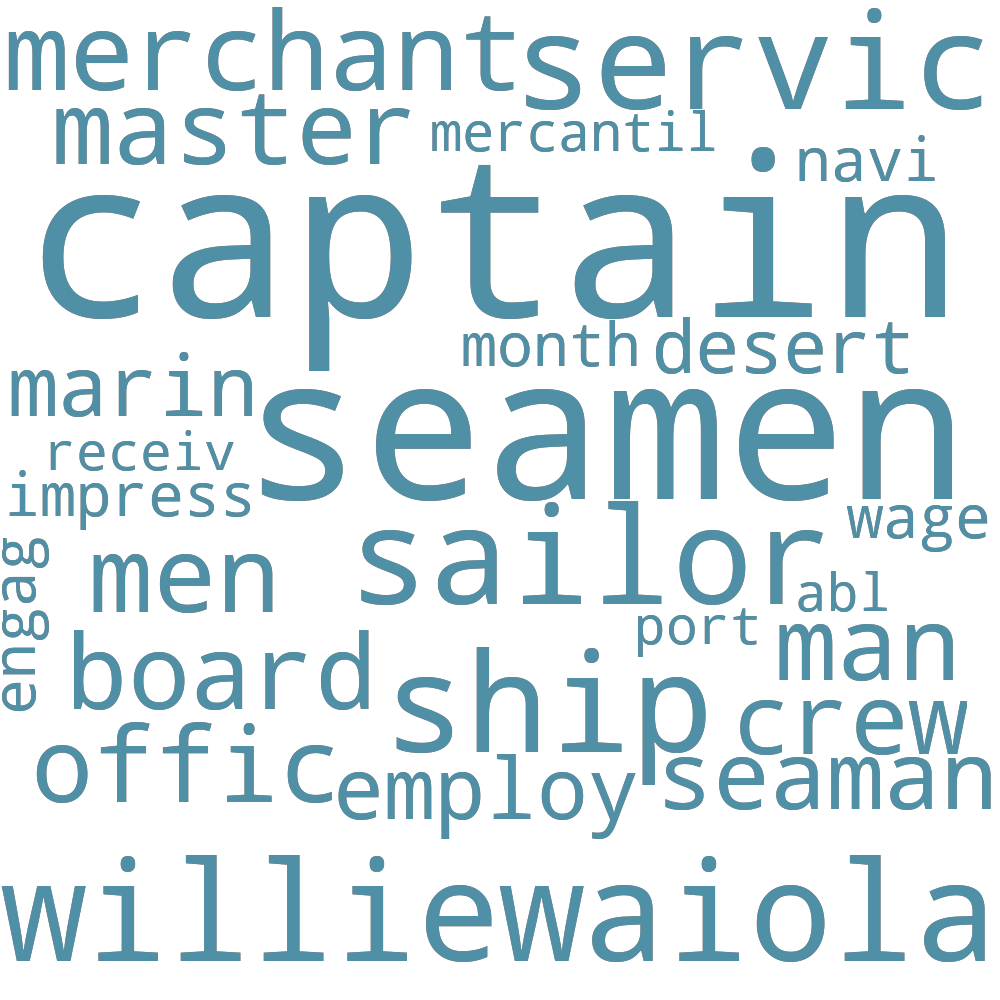 merchant servic
master mercantil navi
captain
month desert
marin seamen
receiv
impress
sailor wage
engag men abl
port man
board ship crew
offic employ seaman
williewaiola